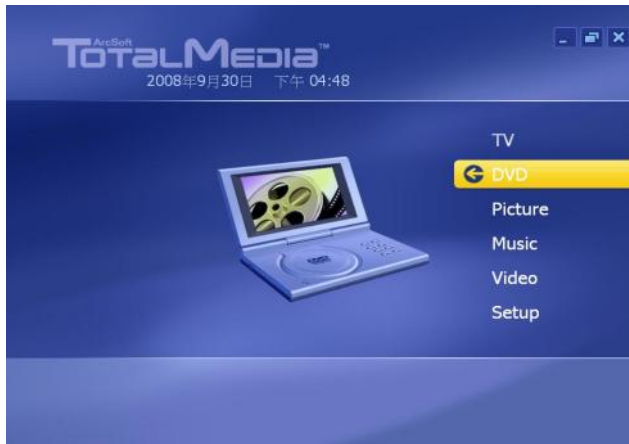 ArcSoft
TOTALMEDIA™
2008年9月30日 下午 04:48
TV
DVD
Picture
Music
Video
Setup